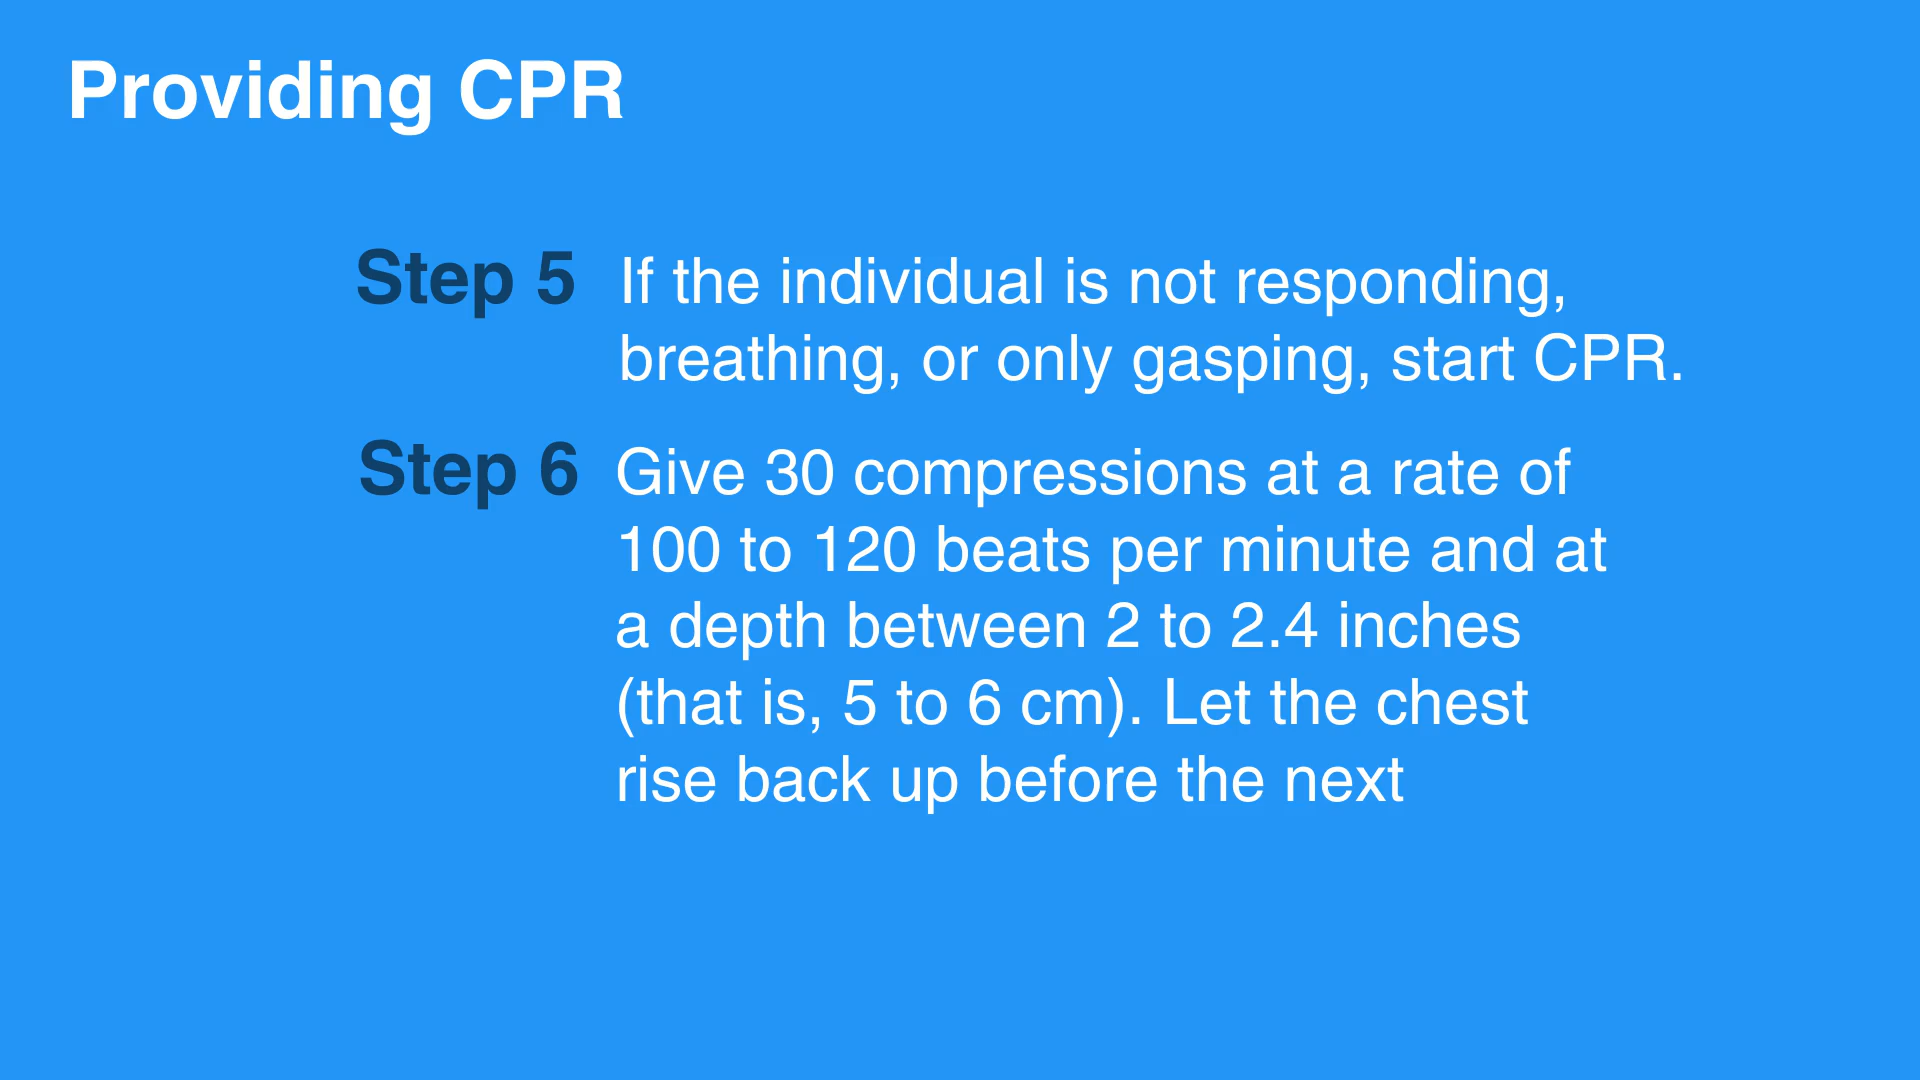 Providing CPR
Step 5 If the individual is not responding,
breathing, or only gasping, start CPR.
Step 6 Give 30 compressions at a rate of
100 to 120 beats per minute and at
a depth between 2 to 2.4 inches
(that is, 5 to 6 cm). Let the chest
rise back up before the next